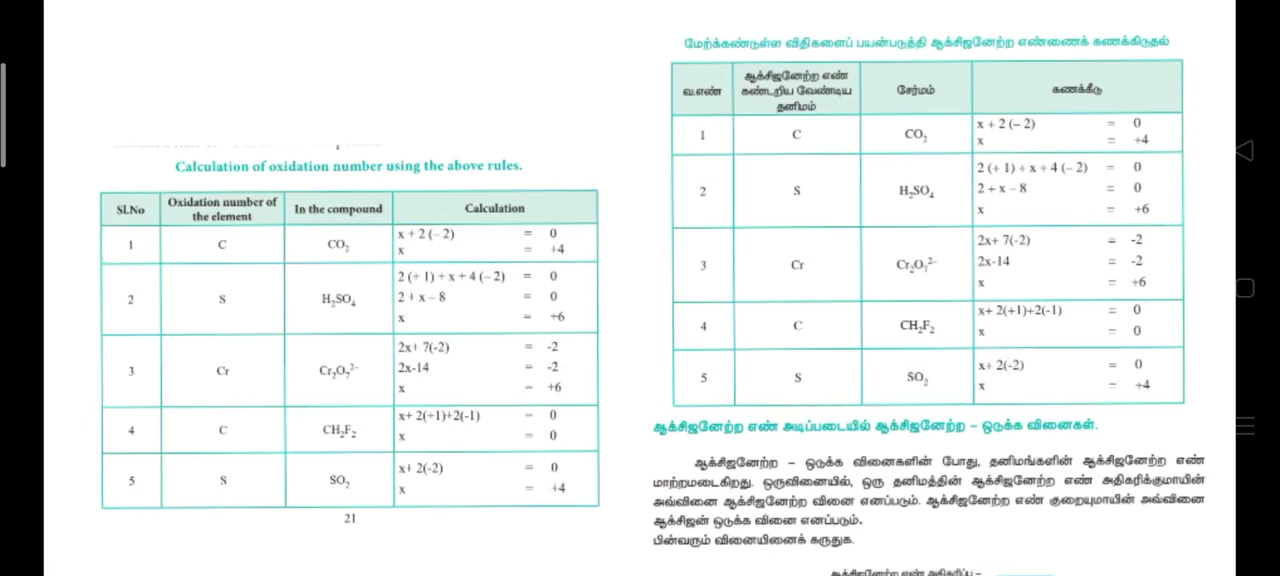 Calculation of oxidation number using the above rules.
Sl.No | Oxidation number of the element | In the compound | Calculation
1 | C | CO₂ | x + 2 (– 2) = 0
x = +4
2 | S | H₂SO₄ | 2 (+ 1) + x + 4 (– 2) = 0
2 + x – 8 = 0
x = +6
3 | Cr | Cr₂O₇²⁻ | 2x+ 7(-2) = -2
2x-14 = -2
x = +6
4 | C | CH₂F₂ | x+ 2(+1)+2(-1) = 0
x = 0
5 | S | SO₂ | x+ 2(-2) = 0
x = +4
21
மேற்க்கண்டுள்ள விதிகளைப் பயன்படுத்தி ஆக்சிஜனேற்ற எண்ணைக் கணக்கிடுதல்
வ.எண் | ஆக்சிஜனேற்ற எண் கண்டறிய வேண்டிய தனிமம் | சேர்மம் | கணக்கீடு
1 | C | CO₂ | x + 2 (– 2) = 0
x = +4
2 | S | H₂SO₄ | 2 (+ 1) + x + 4 (– 2) = 0
2 + x – 8 = 0
x = +6
3 | Cr | Cr₂O₇²⁻ | 2x+ 7(-2) = -2
2x-14 = -2
x = +6
4 | C | CH₂F₂ | x+ 2(+1)+2(-1) = 0
x = 0
5 | S | SO₂ | x+ 2(-2) = 0
x = +4
ஆக்சிஜனேற்ற எண் அடிப்படையில் ஆக்சிஜனேற்ற – ஒடுக்க வினைகள்.
ஆக்சிஜனேற்ற – ஒடுக்க வினைகளின் போது, தனிமங்களின் ஆக்சிஜனேற்ற எண்
மாற்றமடைகிறது. ஒருவினையில், ஒரு தனிமத்தின் ஆக்சிஜனேற்ற எண் அதிகரிக்குமாயின்
அவ்வினை ஆக்சிஜனேற்ற வினை எனப்படும். ஆக்சிஜனேற்ற எண் குறையுமாயின் அவ்வினை
ஆக்சிஜன் ஒடுக்க வினை எனப்படும்.
பின்வரும் வினையினைக் கருதுக.
ஆக்சிஜனேற்ற எண் அதிகரிப்பு –